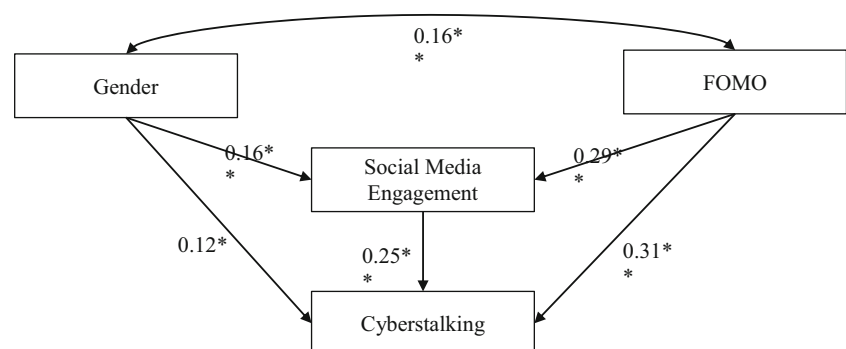 0.16*
*
Gender
FOMO
0.16*
*
Social Media
Engagement
0.29*
*
0.12*
0.25*
*
0.31*
*
Cyberstalking